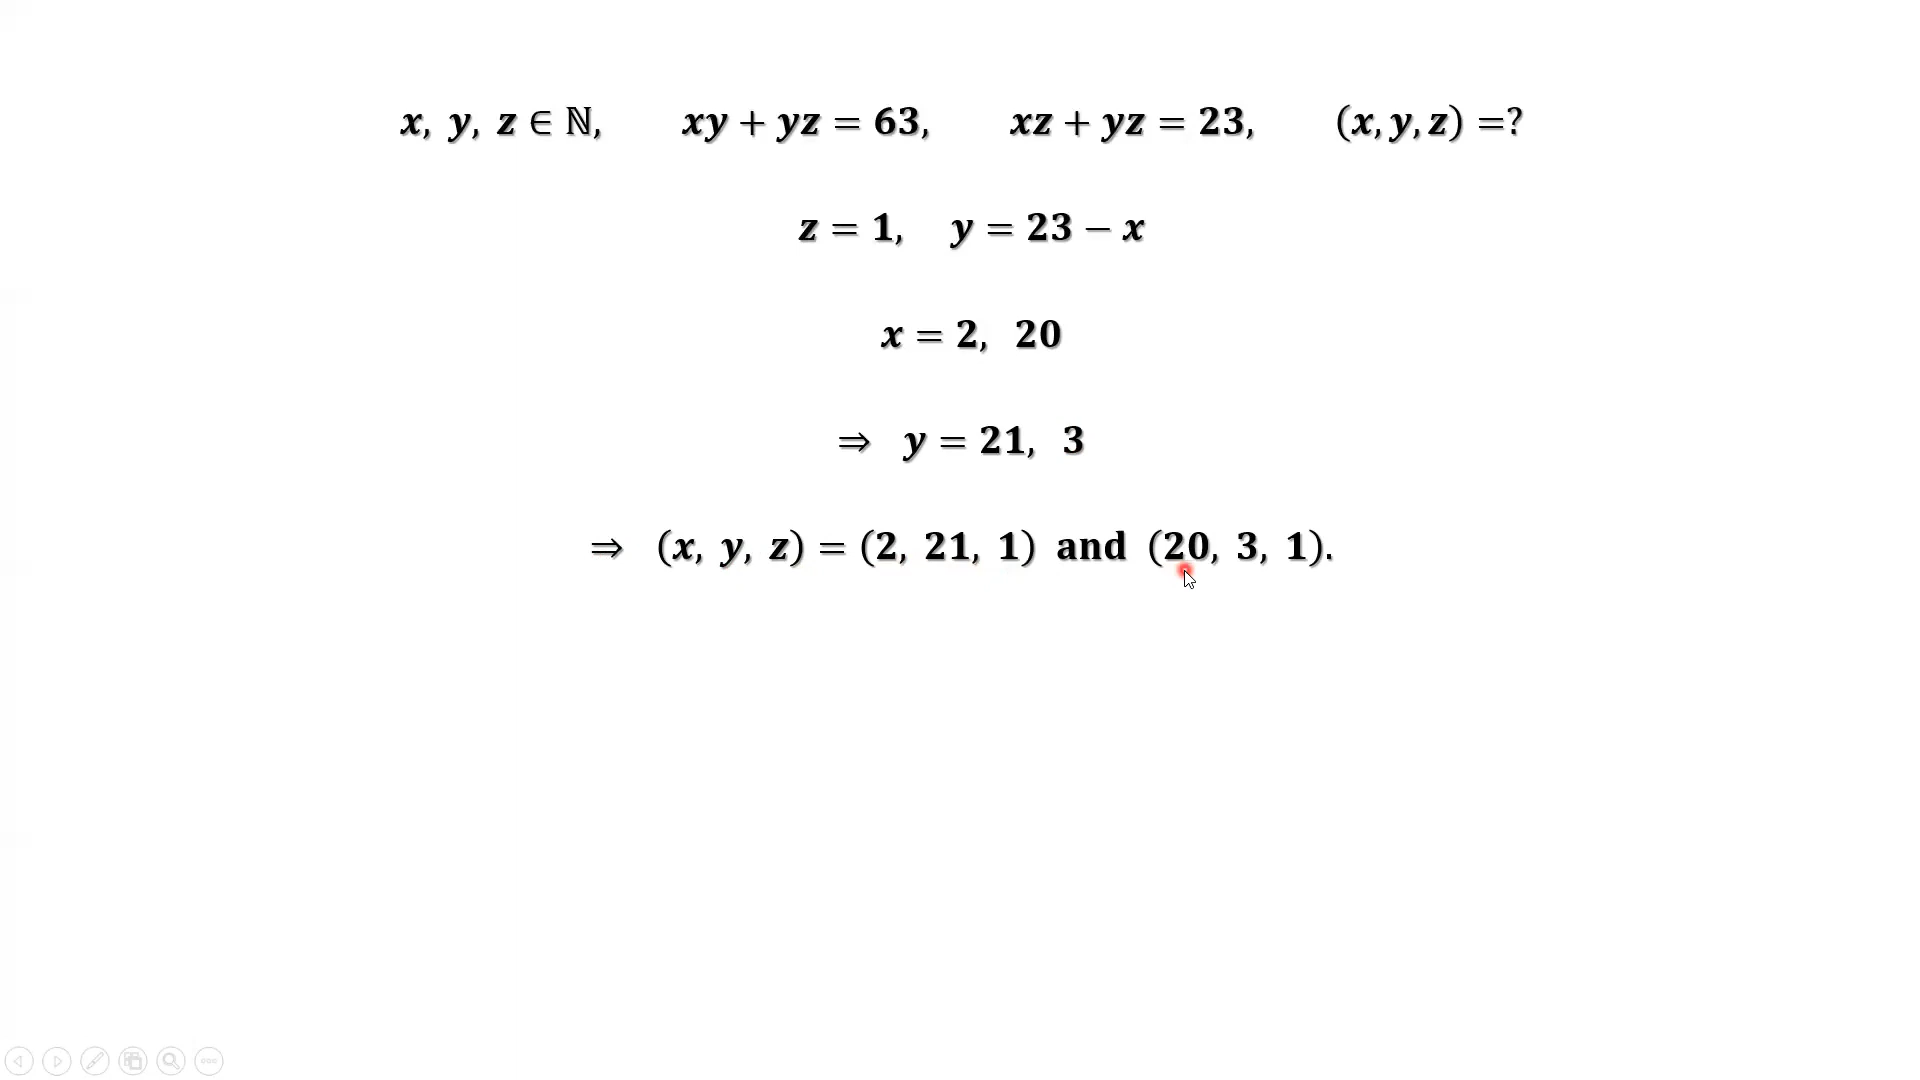 x, y, z ∈ ℕ, xy + yz = 63, xz + yz = 23, (x, y, z) =?
z = 1, y = 23 − x
x = 2, 20
⇒ y = 21, 3
⇒ (x, y, z) = (2, 21, 1) and (20, 3, 1).